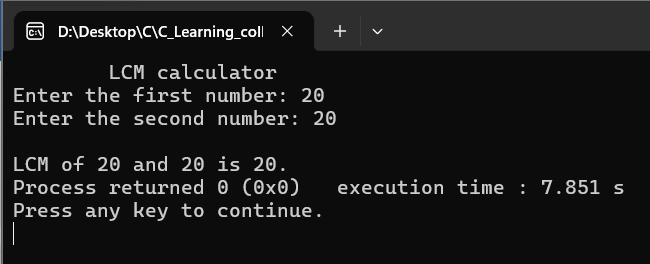 D:\Desktop\C\C_Learning_coll
LCM calculator
Enter the first number: 20
Enter the second number: 20
LCM of 20 and 20 is 20.
Process returned 0 (0x0)   execution time : 7.851 s
Press any key to continue.